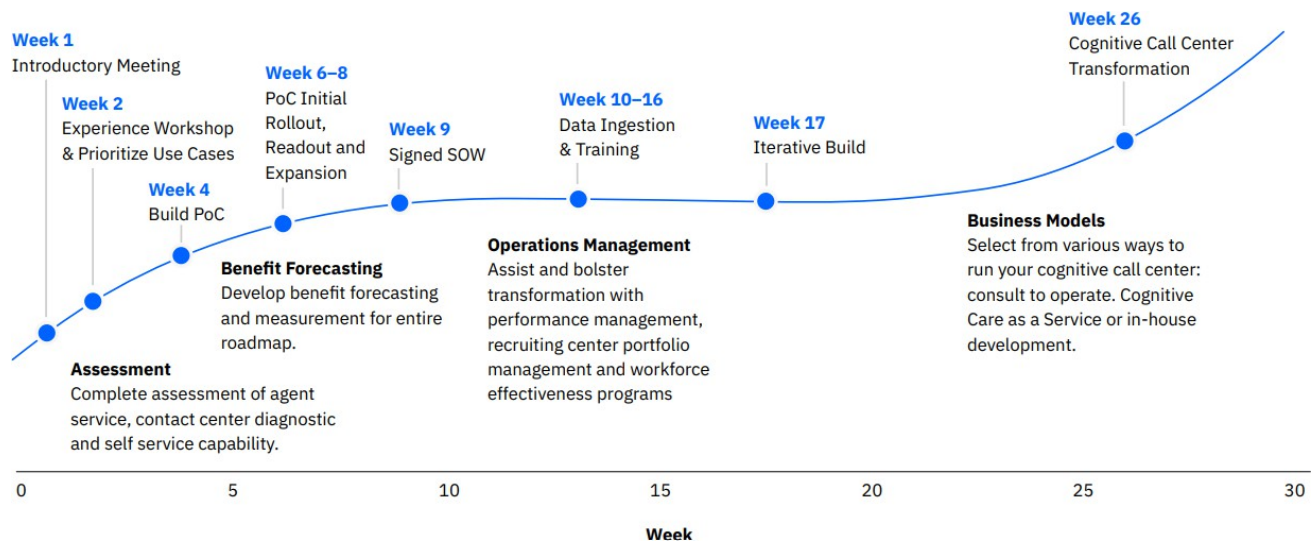 Week 1
Introductory Meeting
Week 2
Experience Workshop
& Prioritize Use Cases
Week 4
Build PoC
Week 6–8
PoC Initial
Rollout,
Readout and
Expansion
Week 9
Signed SOW
Week 10–16
Data Ingestion
& Training
Week 17
Iterative Build
Week 26
Cognitive Call Center
Transformation
Assessment
Complete assessment of agent
service, contact center diagnostic
and self service capability.
Benefit Forecasting
Develop benefit forecasting
and measurement for entire
roadmap.
Operations Management
Assist and bolster
transformation with
performance management,
recruiting center portfolio
management and workforce
effectiveness programs
Business Models
Select from various ways to
run your cognitive call center:
consult to operate. Cognitive
Care as a Service or in-house
development.
0 5 10 15 20 25 30
Week